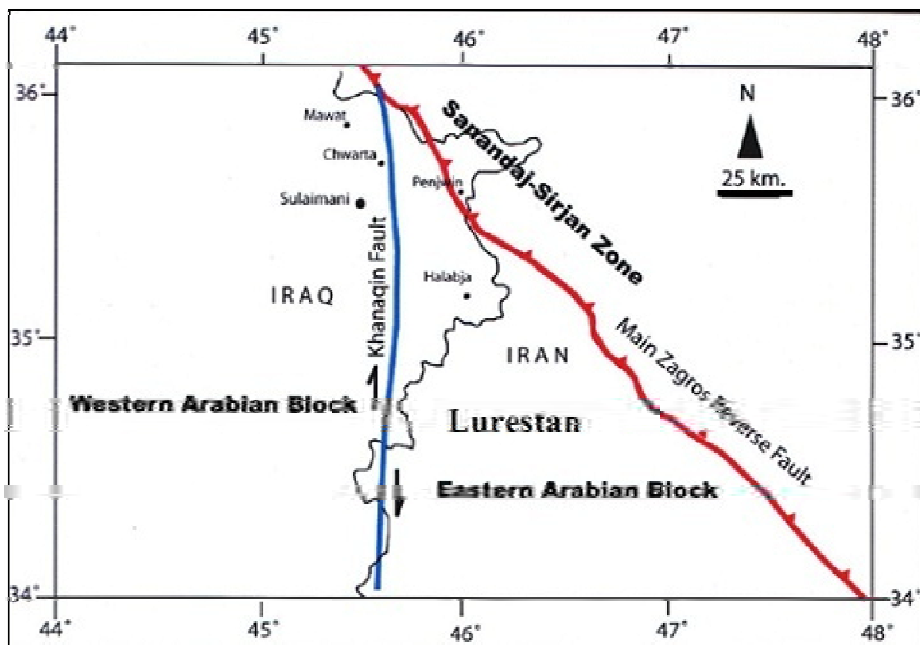 44° 45° 46° 47° 48°
36° 36°
Mawat
N
Chwarta
Sanandaj-Sirjan Zone
Penjwin
25 km.
Sulaimani
Khanaqin Fault
Halabja
IRAQ
35° 35°
IRAN
Main Zagros Reverse Fault
Western Arabian Block
Lurestan
Eastern Arabian Block
34° 34°
44° 45° 46° 47° 48°